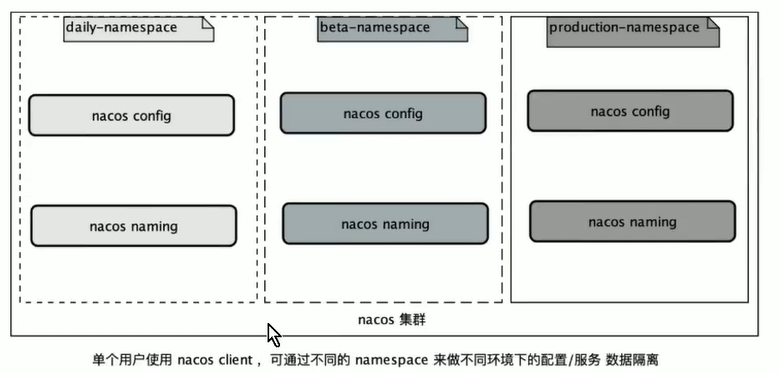 daily-namespace
beta-namespace
production-namespace
nacos config
nacos config
nacos config
nacos naming
nacos naming
nacos naming
nacos 集群
单个用户使用 nacos client ，可通过不同的 namespace 来做不同环境下的配置/服务 数据隔离